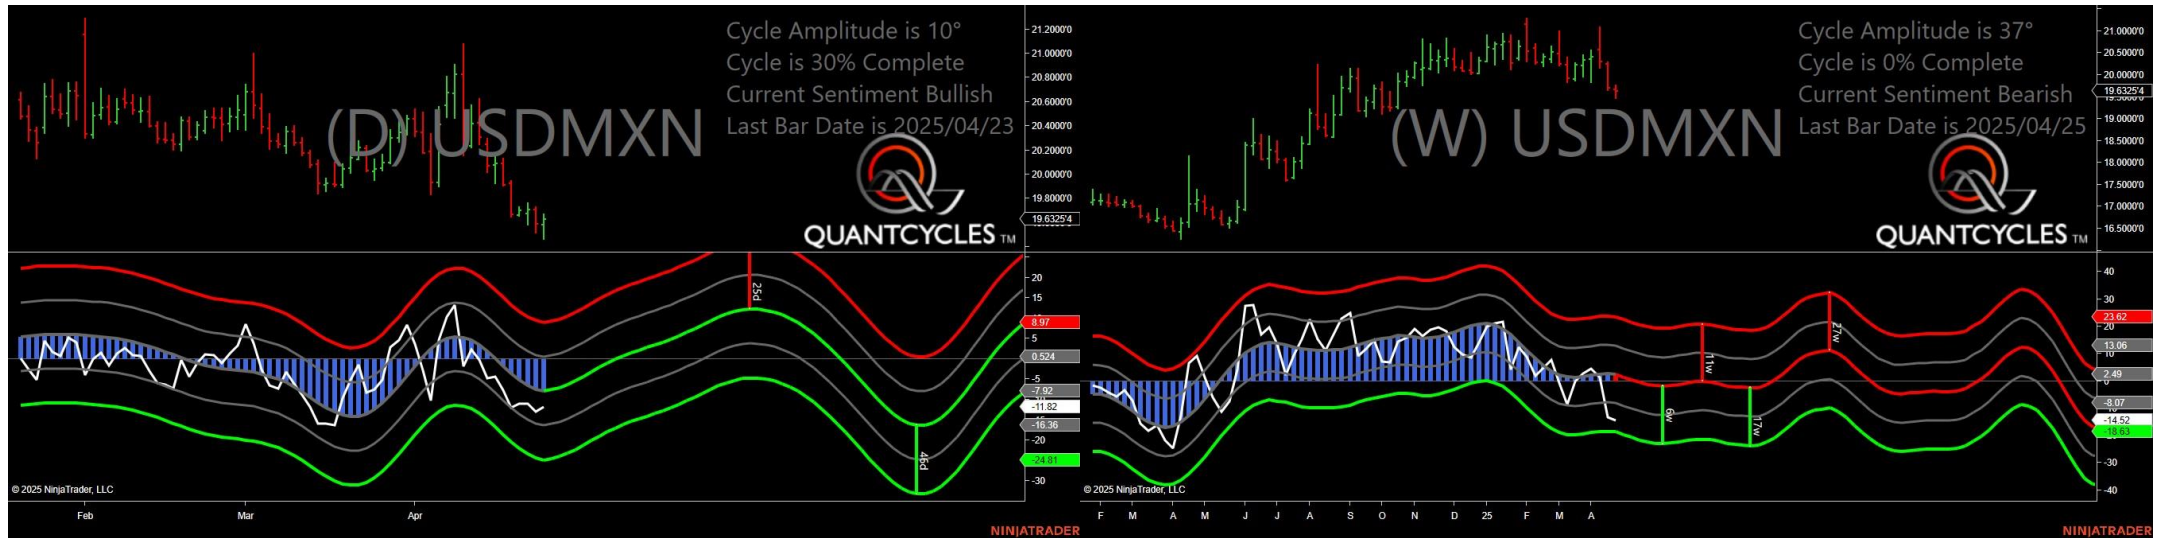 Cycle Amplitude is 10°
Cycle is 30% Complete
Current Sentiment Bullish
Last Bar Date is 2025/04/23
(D) USDMXN
QUANTCYCLES TM
21.2000'0
21.0000'0
20.8000'0
20.6000'0
20.4000'0
20.2000'0
20.0000'0
19.8000'0
19.6325'4
25d
46d
20
15
8.97
5
0.524
-5
-7.92
-11.82
-16.36
-20
-24.81
-30
© 2025 NinjaTrader, LLC
Feb
Mar
Apr
NINJATRADER
Cycle Amplitude is 37°
Cycle is 0% Complete
Current Sentiment Bearish
Last Bar Date is 2025/04/25
(W) USDMXN
QUANTCYCLES TM
21.0000'0
20.5000'0
20.0000'0
19.6325'4
19.0000'0
18.5000'0
18.0000'0
17.5000'0
17.0000'0
16.5000'0
11w
27w
6w
17w
40
30
23.62
20
13.06
10
2.49
-8.07
-14.52
-18.63
-30
-40
© 2025 NinjaTrader, LLC
F
M
A
M
J
J
A
S
O
N
D
25
F
M
A
NINJATRADER